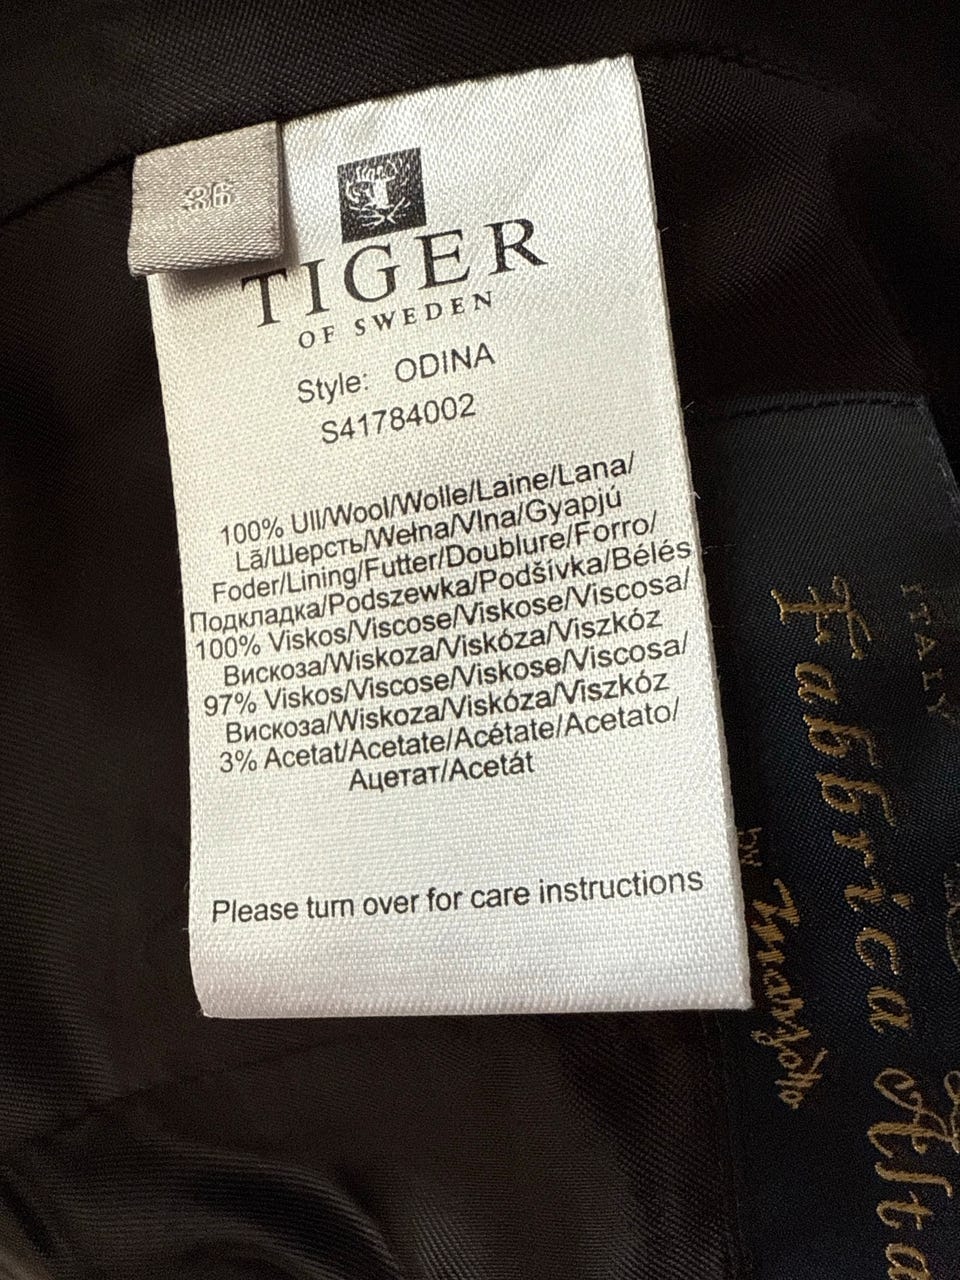 36
TIGER
OF SWEDEN
Style: ODINA
S41784002
100% Ull/Wool/Wolle/Laine/Lana/
Lã/Шерсть/Wełna/Vlna/Gyapjú
Foder/Lining/Futter/Doublure/Forro/
Подкладка/Podszewka/Podšívka/Bélés
100% Viskos/Viscose/Viskose/Viscosa/
Вискоза/Wiskoza/Viskóza/Viszkóz
97% Viskos/Viscose/Viskose/Viscosa/
Вискоза/Wiskoza/Viskóza/Viszkóz
3% Acetat/Acetate/Acétate/Acetato/
Ацетат/Acetát
Please turn over for care instructions
ITALY
Fabbrica Alta
by